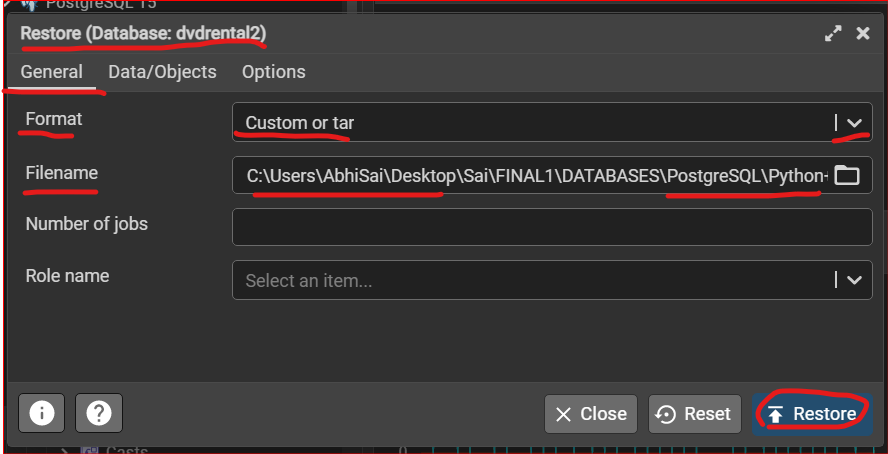 PostgreSQL 15
Restore (Database: dvdrental2)
General Data/Objects Options
Format Custom or tar
Filename C:\Users\AbhiSai\Desktop\Sai\FINAL1\DATABASES\PostgreSQL\Python-
Number of jobs
Role name Select an item...
Close Reset Restore
Casts 0